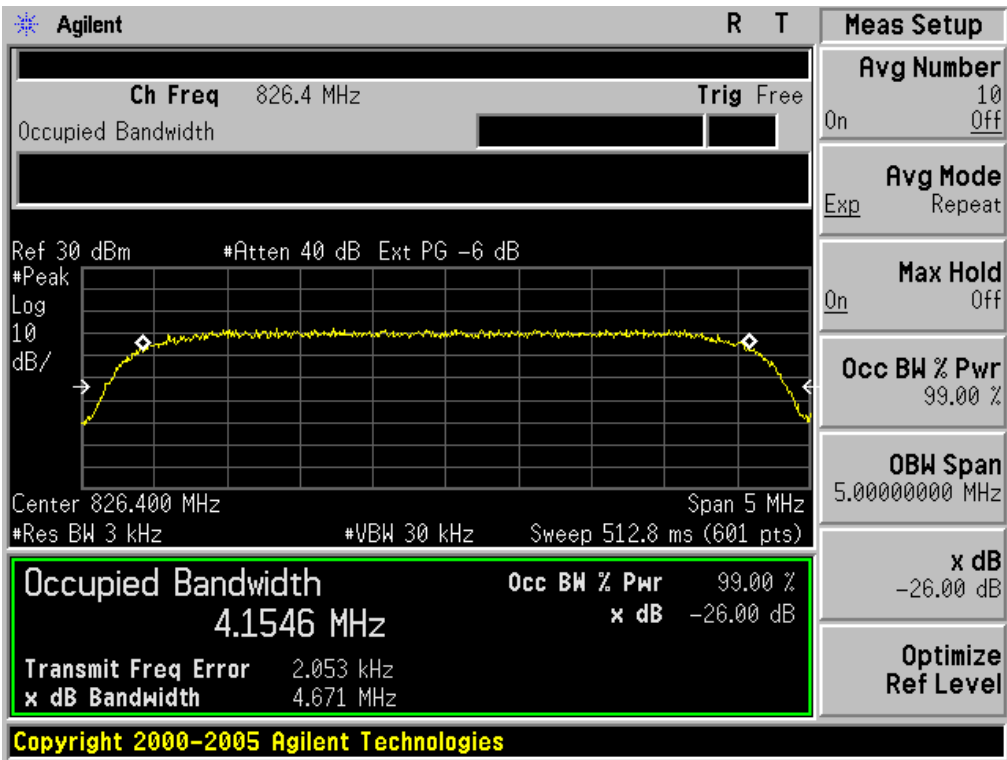 Agilent R T
Ch Freq 826.4 MHz Trig Free
Occupied Bandwidth
Ref 30 dBm #Atten 40 dB Ext PG -6 dB
#Peak
Log
10
dB/
Center 826.400 MHz Span 5 MHz
#Res BW 3 kHz #VBW 30 kHz Sweep 512.8 ms (601 pts)
Occupied Bandwidth Occ BW % Pwr 99.00 %
4.1546 MHz x dB -26.00 dB
Transmit Freq Error 2.053 kHz
x dB Bandwidth 4.671 MHz
Copyright 2000-2005 Agilent Technologies
Meas Setup
Avg Number
10
On Off
Avg Mode
Exp Repeat
Max Hold
On Off
Occ BW % Pwr
99.00 %
OBW Span
5.00000000 MHz
x dB
-26.00 dB
Optimize
Ref Level